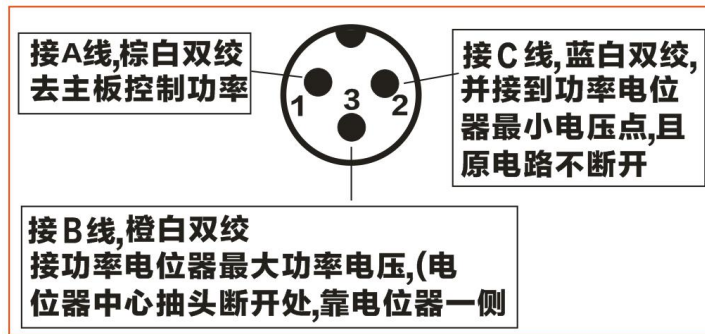 接A线,棕白双绞
去主板控制功率
接C线,蓝白双绞,
并接到功率电位
器最小电压点,且
原电路不断开
1
3
2
接B线,橙白双绞
接功率电位器最大功率电压,(电
位器中心抽头断开处,靠电位器一侧